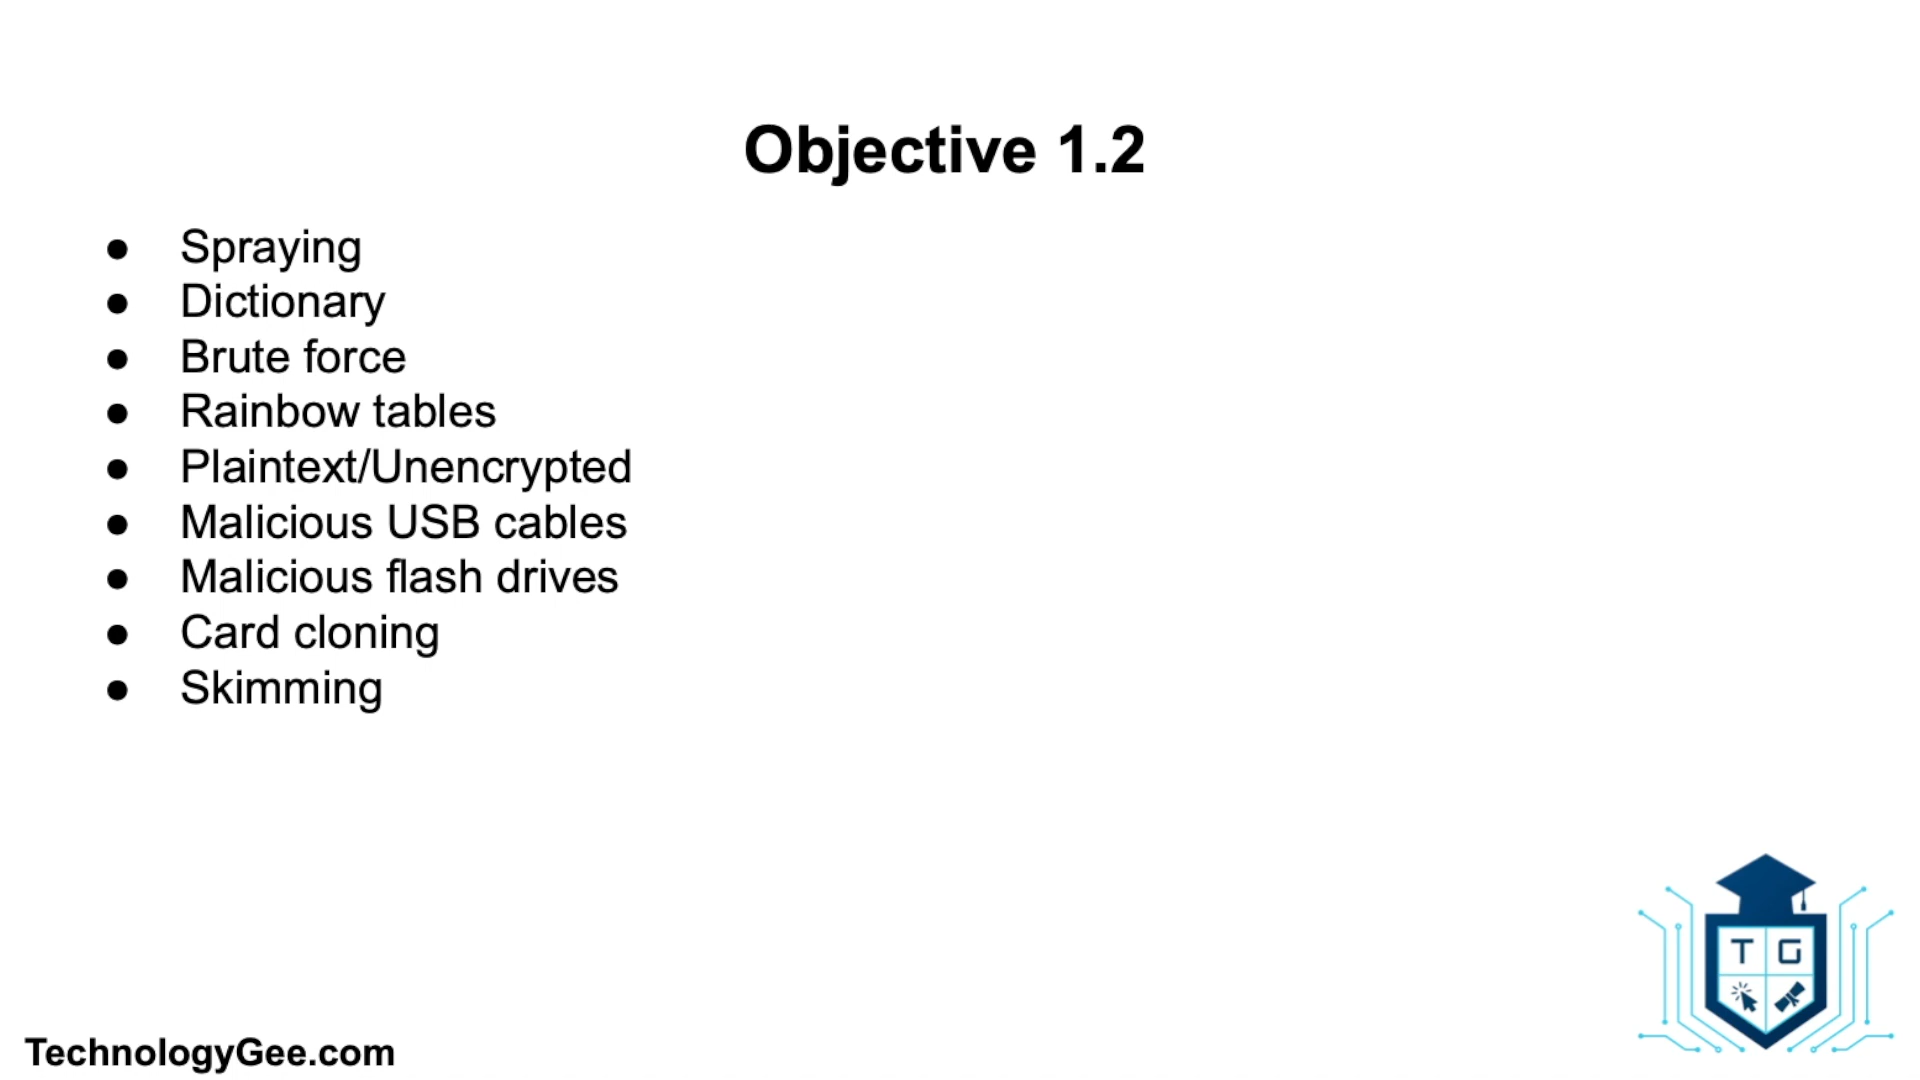 Objective 1.2
● Spraying
● Dictionary
● Brute force
● Rainbow tables
● Plaintext/Unencrypted
● Malicious USB cables
● Malicious flash drives
● Card cloning
● Skimming
T G
TechnologyGee.com